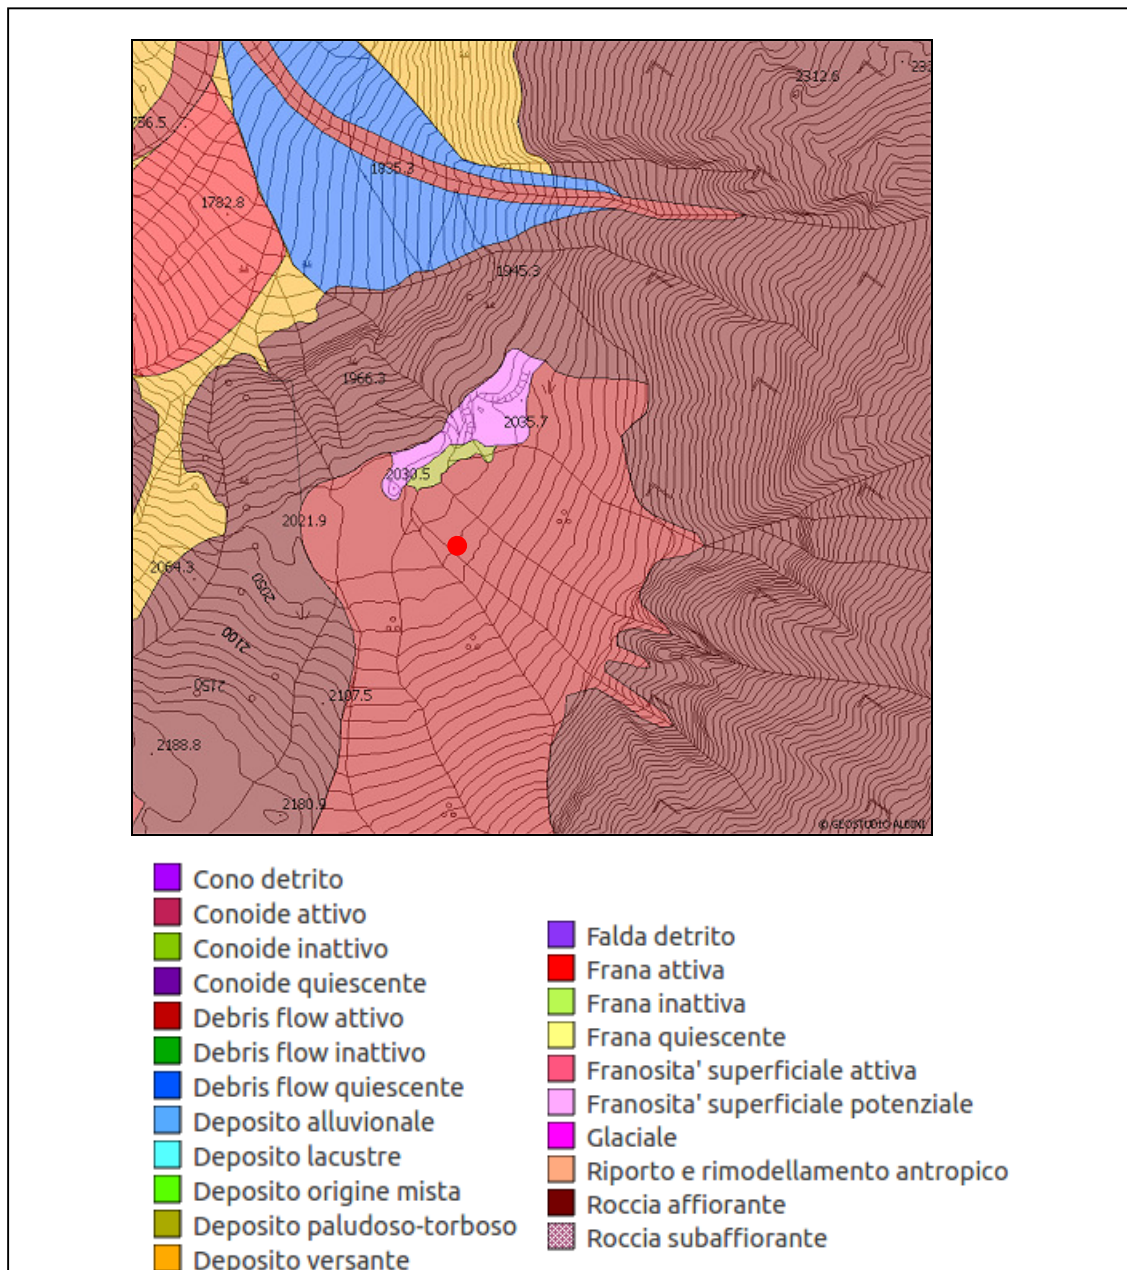 2312.6
1835.3
1782.8
1945.3
1966.3
2035.7
2030.5
2021.9
2064.3
2050
2100
2150
2107.5
2188.8
2180.9
© GEOSTUDIO ALBINI
Cono detrito
Conoide attivo
Conoide inattivo
Conoide quiescente
Debris flow attivo
Debris flow inattivo
Debris flow quiescente
Deposito alluvionale
Deposito lacustre
Deposito origine mista
Deposito paludoso-torboso
Deposito versante
Falda detrito
Frana attiva
Frana inattiva
Frana quiescente
Franosita' superficiale attiva
Franosita' superficiale potenziale
Glaciale
Riporto e rimodellamento antropico
Roccia affiorante
Roccia subaffiorante